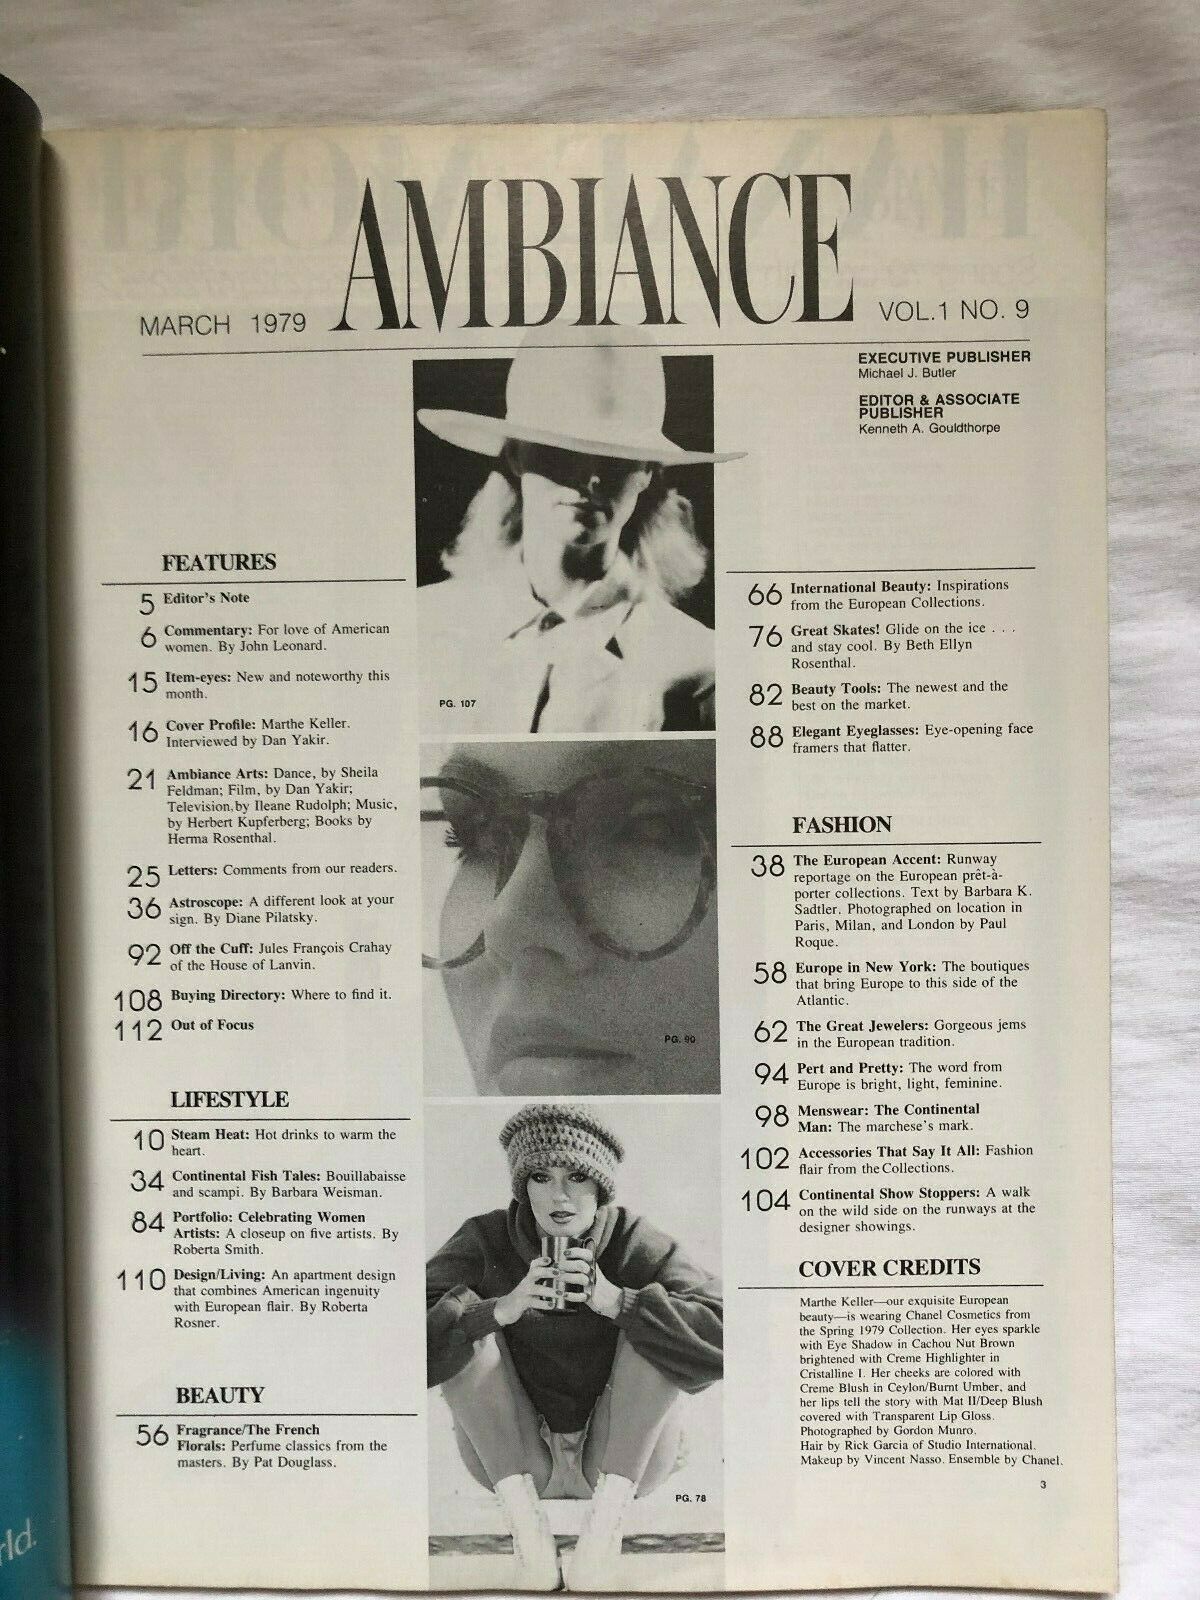 AMBIANCE
MARCH 1979
VOL.1 NO. 9
EXECUTIVE PUBLISHER
Michael J. Butler
EDITOR & ASSOCIATE
PUBLISHER
Kenneth A. Gouldthorpe
FEATURES
5 Editor's Note
6 Commentary: For love of American
women. By John Leonard.
15 Item-eyes: New and noteworthy this
month.
16 Cover Profile: Marthe Keller.
Interviewed by Dan Yakir.
21 Ambiance Arts: Dance, by Sheila
Feldman; Film, by Dan Yakir;
Television, by Ileane Rudolph; Music,
by Herbert Kupferberg; Books by
Herma Rosenthal.
25 Letters: Comments from our readers.
36 Astroscope: A different look at your
sign. By Diane Pilatsky.
92 Off the Cuff: Jules François Crahay
of the House of Lanvin.
108 Buying Directory: Where to find it.
112 Out of Focus
LIFESTYLE
10 Steam Heat: Hot drinks to warm the
heart.
34 Continental Fish Tales: Bouillabaisse
and scampi. By Barbara Weisman.
84 Portfolio: Celebrating Women
Artists: A closeup on five artists. By
Roberta Smith.
110 Design/Living: An apartment design
that combines American ingenuity
with European flair. By Roberta
Rosner.
BEAUTY
56 Fragrance/The French
Florals: Perfume classics from the
masters. By Pat Douglass.
PG. 107
PG. 90
PG. 78
66 International Beauty: Inspirations
from the European Collections.
76 Great Skates! Glide on the ice . . .
and stay cool. By Beth Ellyn
Rosenthal.
82 Beauty Tools: The newest and the
best on the market.
88 Elegant Eyeglasses: Eye-opening face
framers that flatter.
FASHION
38 The European Accent: Runway
reportage on the European prêt-à-
porter collections. Text by Barbara K.
Sadtler. Photographed on location in
Paris, Milan, and London by Paul
Roque.
58 Europe in New York: The boutiques
that bring Europe to this side of the
Atlantic.
62 The Great Jewelers: Gorgeous jems
in the European tradition.
94 Pert and Pretty: The word from
Europe is bright, light, feminine.
98 Menswear: The Continental
Man: The marchese's mark.
102 Accessories That Say It All: Fashion
flair from the Collections.
104 Continental Show Stoppers: A walk
on the wild side on the runways at the
designer showings.
COVER CREDITS
Marthe Keller—our exquisite European
beauty—is wearing Chanel Cosmetics from
the Spring 1979 Collection. Her eyes sparkle
with Eye Shadow in Cachou Nut Brown
brightened with Creme Highlighter in
Cristalline I. Her cheeks are colored with
Creme Blush in Ceylon/Burnt Umber, and
her lips tell the story with Mat II/Deep Blush
covered with Transparent Lip Gloss.
Photographed by Gordon Munro.
Hair by Rick Garcia of Studio International.
Makeup by Vincent Nasso. Ensemble by Chanel.
3